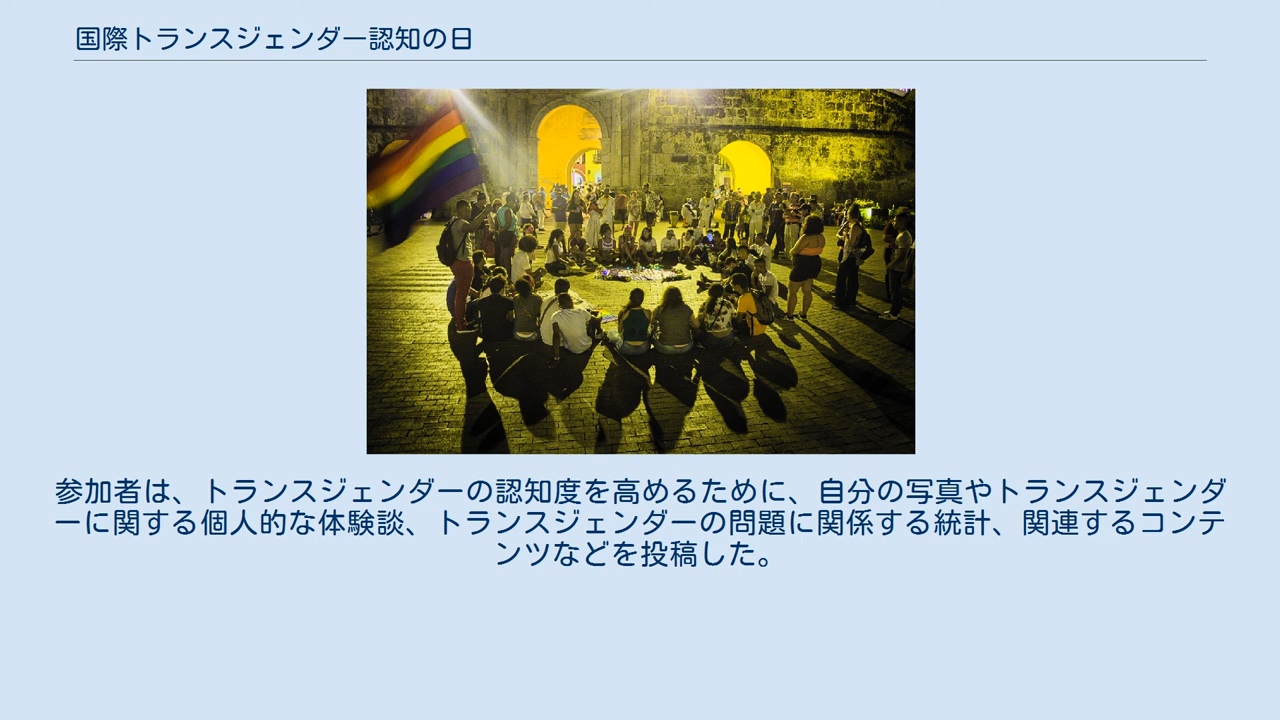 国際トランスジェンダー認知の日
参加者は、トランスジェンダーの認知度を高めるために、自分の写真やトランスジェンダ
ーに関する個人的な体験談、トランスジェンダーの問題に関係する統計、関連するコンテ
ンツなどを投稿した。